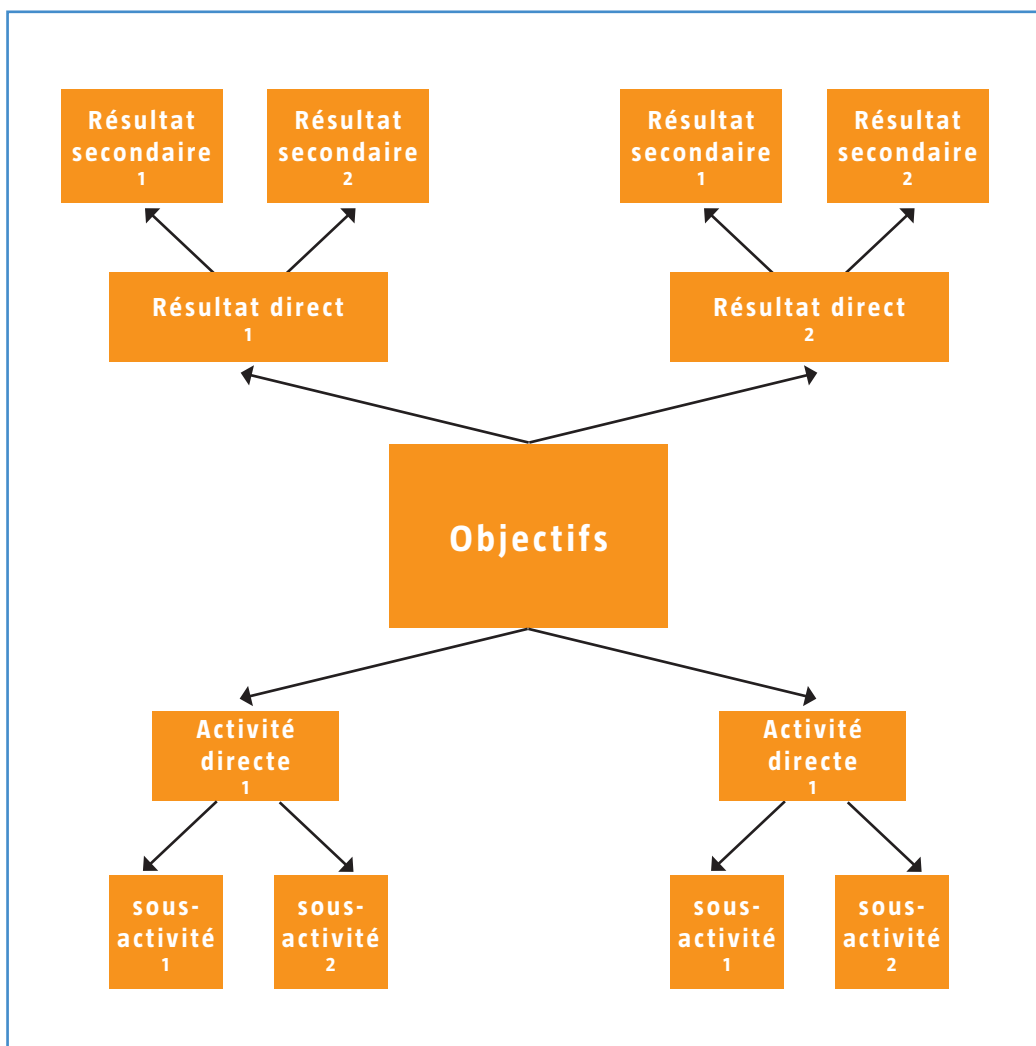 Résultat
secondaire
1
Résultat
secondaire
2
Résultat
secondaire
1
Résultat
secondaire
2
Résultat direct
1
Résultat direct
2
Objectifs
Activité
directe
1
Activité
directe
1
sous-
activité
1
sous-
activité
2
sous-
activité
1
sous-
activité
2